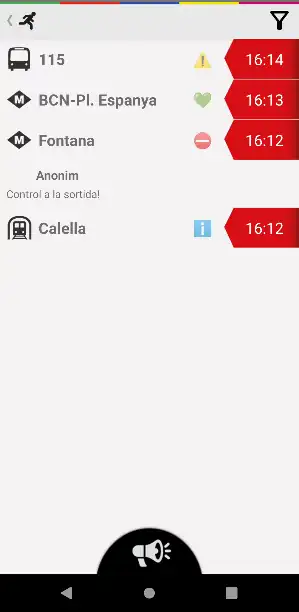 115
16:14
M
BCN-Pl. Espanya
16:13
M
Fontana
16:12
Anonim
Control a la sortida!
Calella
i
16:12